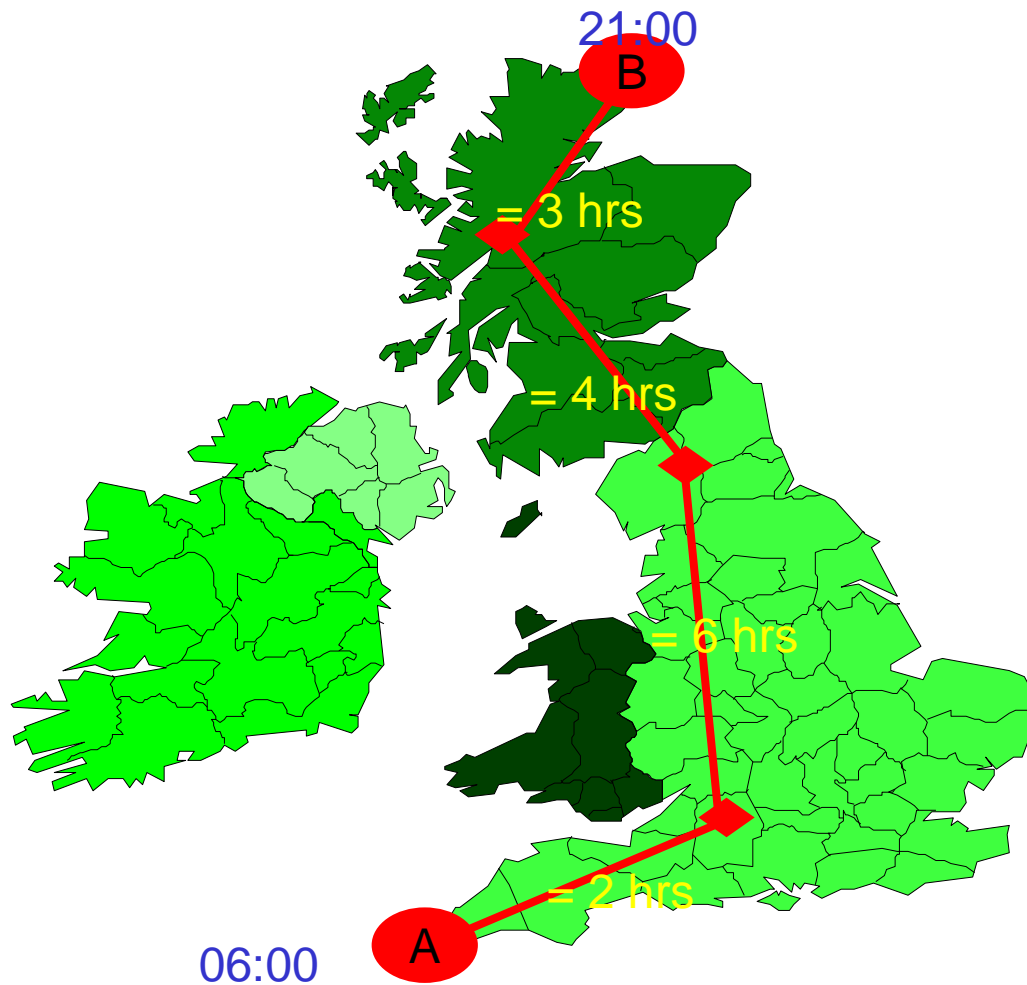 21:00
B
= 3 hrs
= 4 hrs
= 6 hrs
= 2 hrs
A
06:00